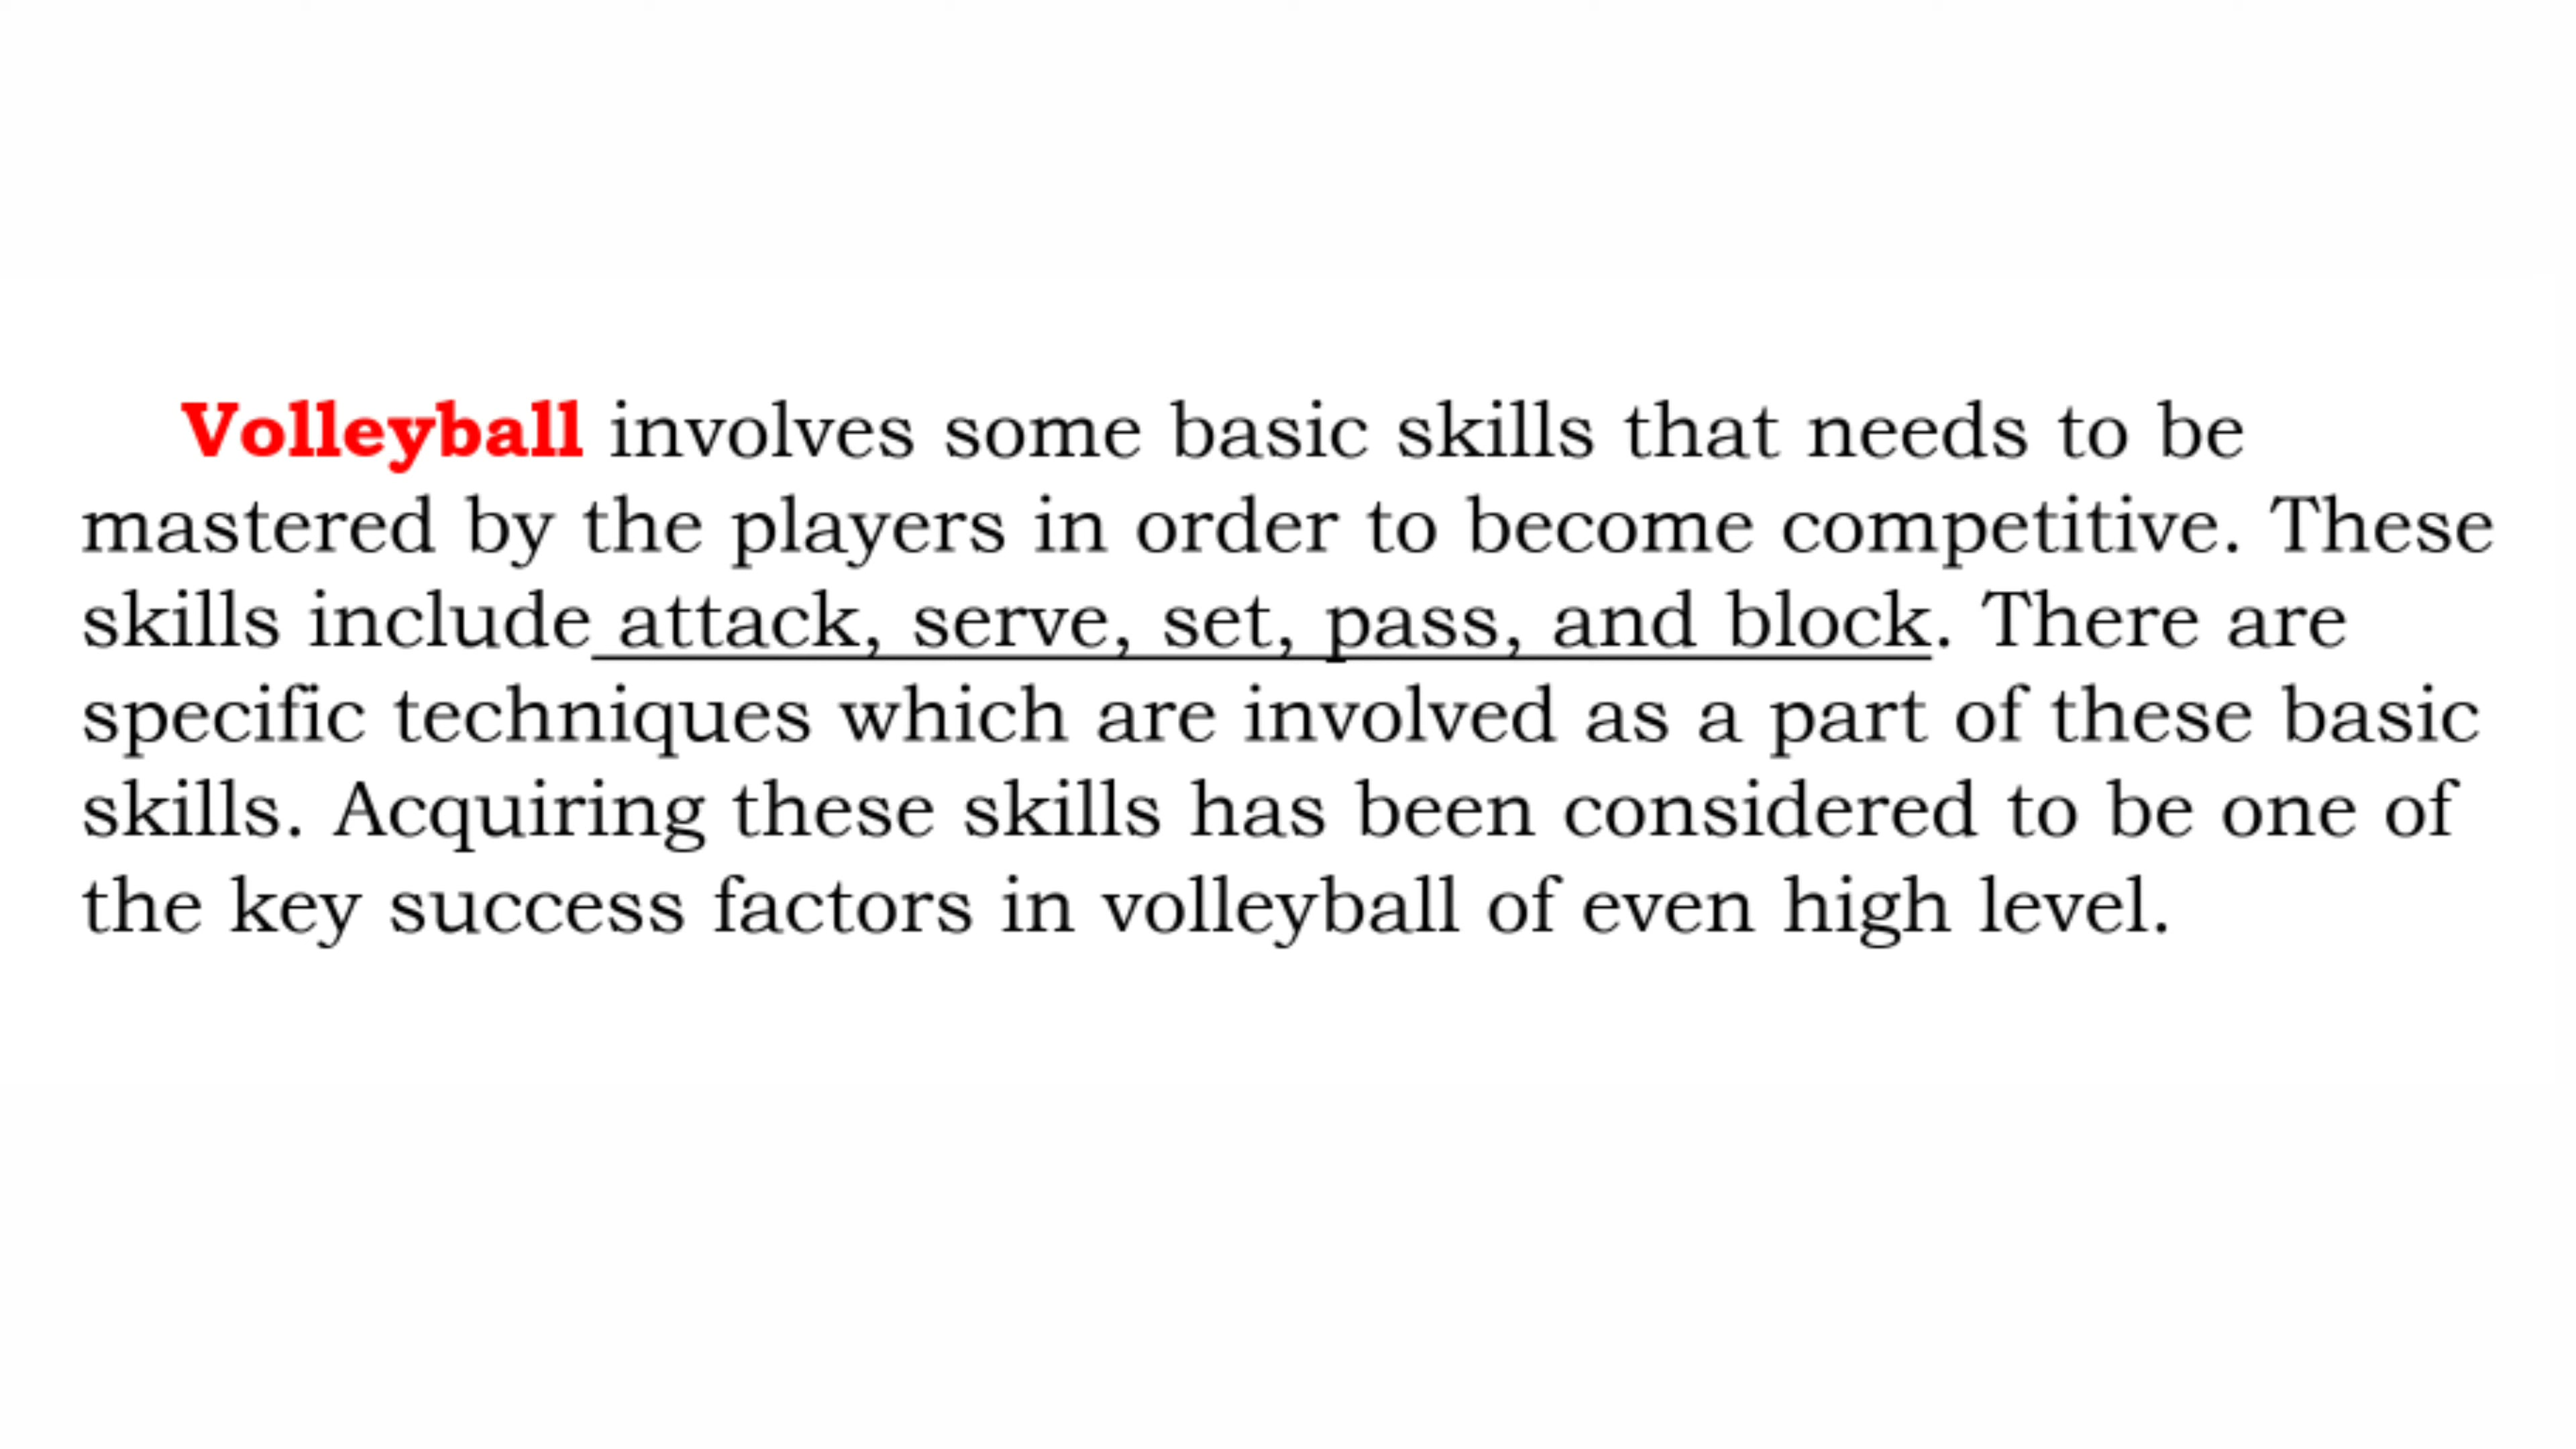 Volleyball involves some basic skills that needs to be
mastered by the players in order to become competitive. These
skills include attack, serve, set, pass, and block. There are
specific techniques which are involved as a part of these basic
skills. Acquiring these skills has been considered to be one of
the key success factors in volleyball of even high level.